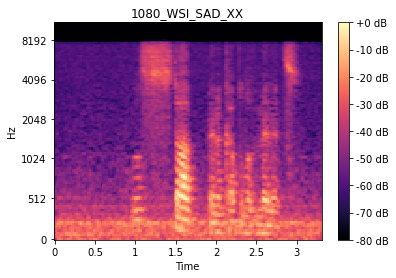 1080_WSI_SAD_XX
+0 dB
8192
-10 dB
4096
-20 dB
-30 dB
2048
Hz
-40 dB
1024
-50 dB
512
-60 dB
-70 dB
0
-80 dB
0 0.5 1 1.5 2 2.5 3
Time